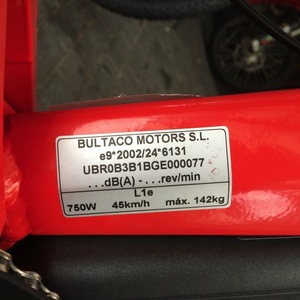 BULTACO MOTORS S.L.
e9*2002/24*6131
UBR0B3B1BGE000077
...dB(A) - ...rev/min
L1e
750W 45km/h máx. 142kg